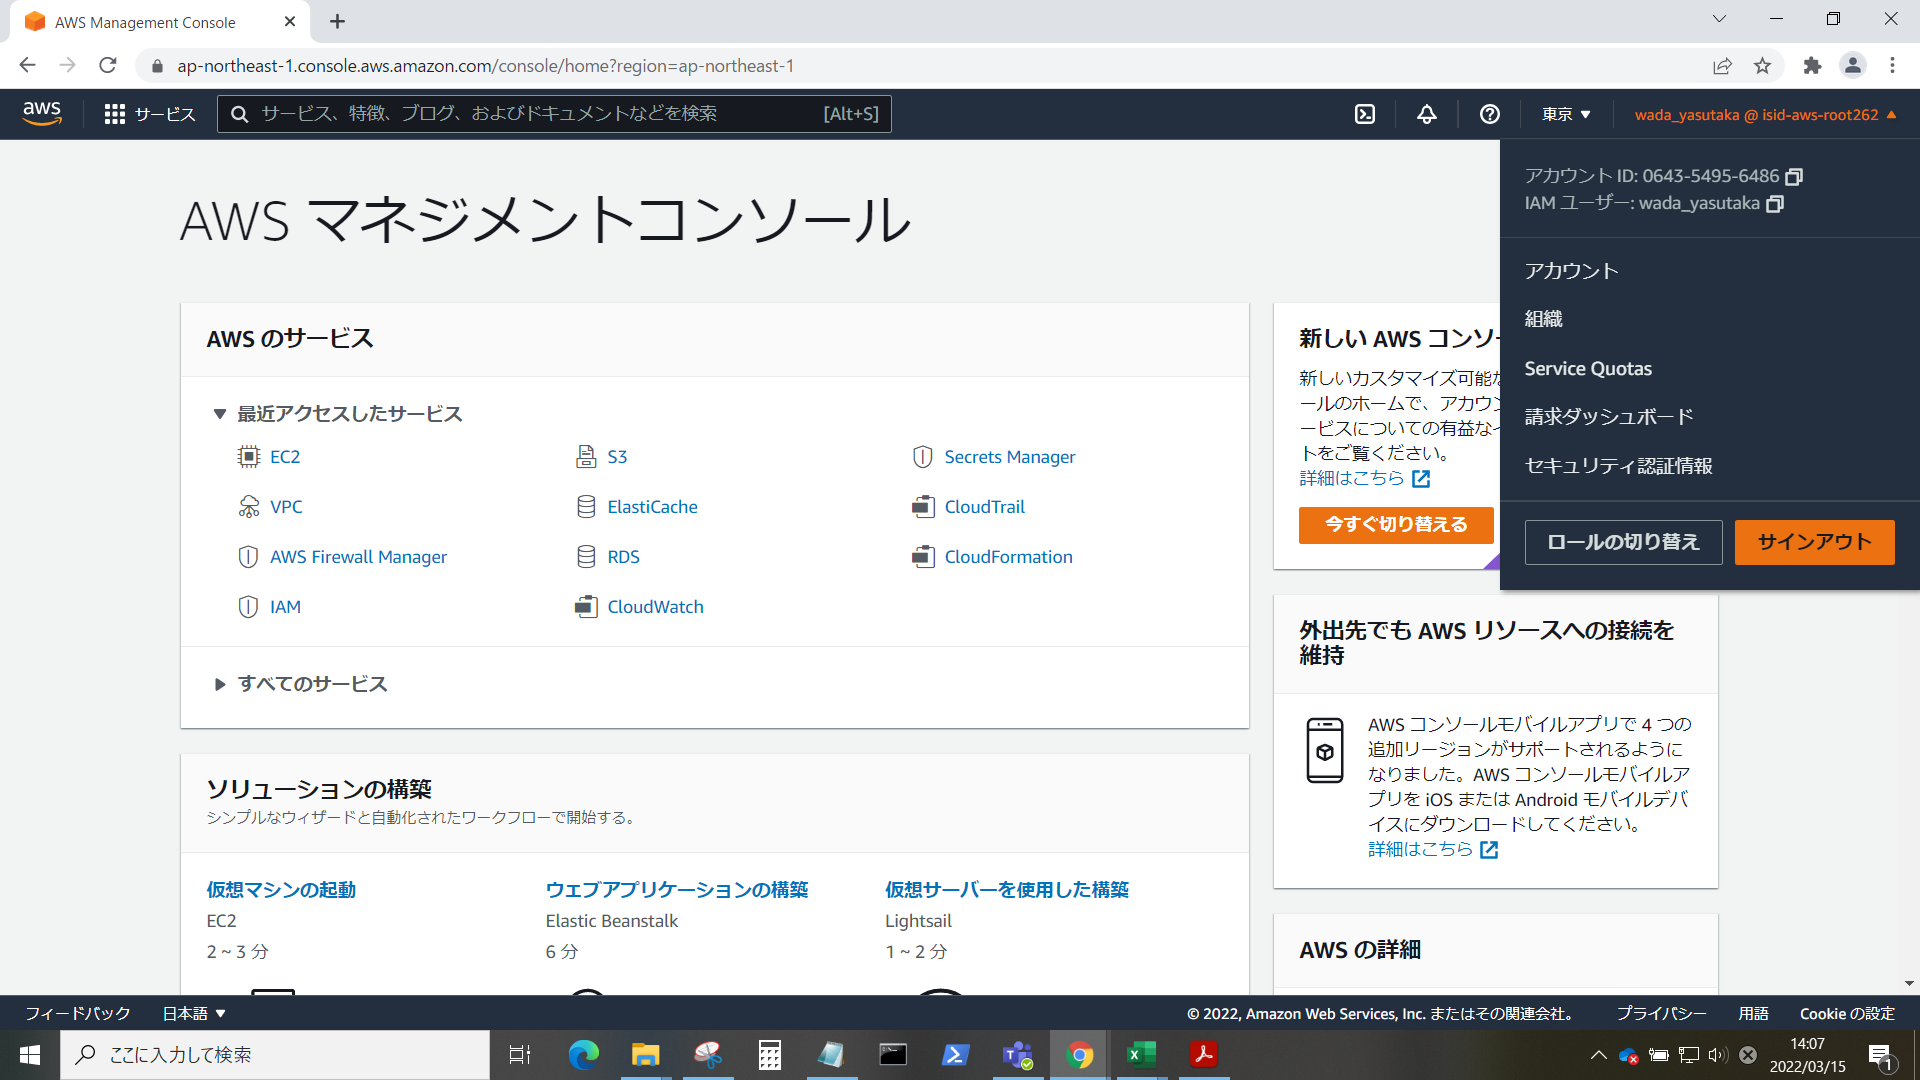 AWS Management Console
ap-northeast-1.console.aws.amazon.com/console/home?region=ap-northeast-1
aws
サービス
サービス、特徴、ブログ、およびドキュメントなどを検索
[Alt+S]
東京 ▼
wada_yasutaka @ isid-aws-root262 ▲
アカウント ID: 0643-5495-6486
IAM ユーザー: wada_yasutaka
アカウント
組織
Service Quotas
請求ダッシュボード
セキュリティ認証情報
ロールの切り替え
サインアウト
AWS マネジメントコンソール
AWS のサービス
▼ 最近アクセスしたサービス
EC2
S3
Secrets Manager
VPC
ElastiCache
CloudTrail
AWS Firewall Manager
RDS
CloudFormation
IAM
CloudWatch
▶ すべてのサービス
ソリューションの構築
シンプルなウィザードと自動化されたワークフローで開始する。
仮想マシンの起動
EC2
2 ~ 3 分
ウェブアプリケーションの構築
Elastic Beanstalk
6 分
仮想サーバーを使用した構築
Lightsail
1 ~ 2 分
新しい AWS コンソー
新しいカスタマイズ可能な
ールのホームで、アカウン
ービスについての有益なイ
トをご覧ください。
詳細はこちら
今すぐ切り替える
外出先でも AWS リソースへの接続を
維持
AWS コンソールモバイルアプリで 4 つの
追加リージョンがサポートされるように
なりました。AWS コンソールモバイルア
プリを iOS または Android モバイルデバ
イスにダウンロードしてください。
詳細はこちら
AWS の詳細
フィードバック
日本語 ▼
© 2022, Amazon Web Services, Inc. またはその関連会社。
プライバシー
用語
Cookie の設定
ここに入力して検索
14:07
2022/03/15
1